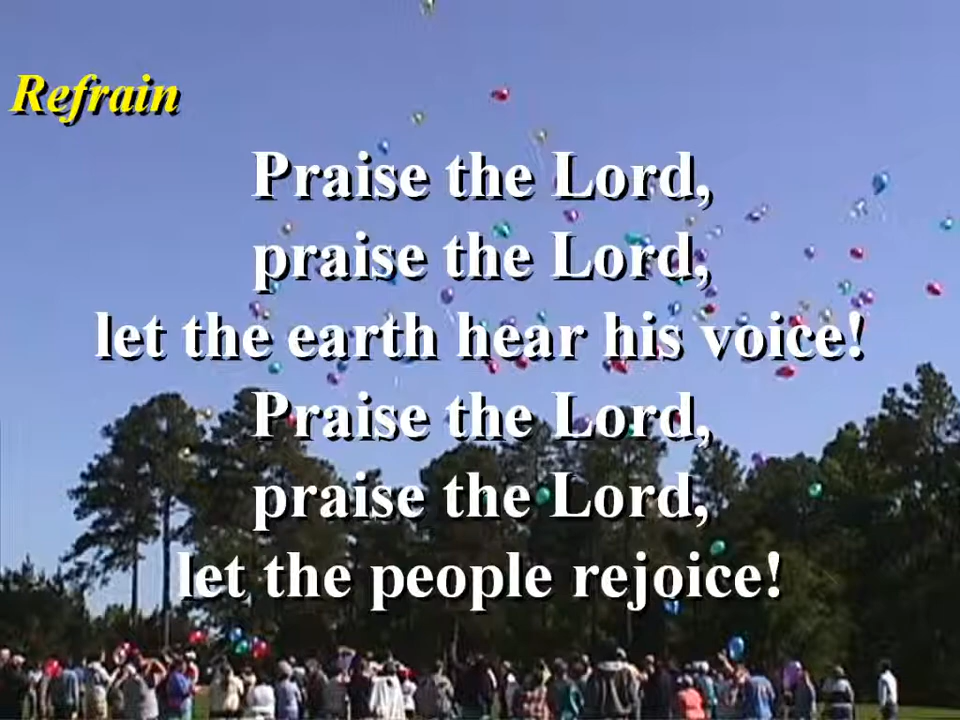 Refrain
Praise the Lord,
praise the Lord,
let the earth hear his voice!
Praise the Lord,
praise the Lord,
let the people rejoice!